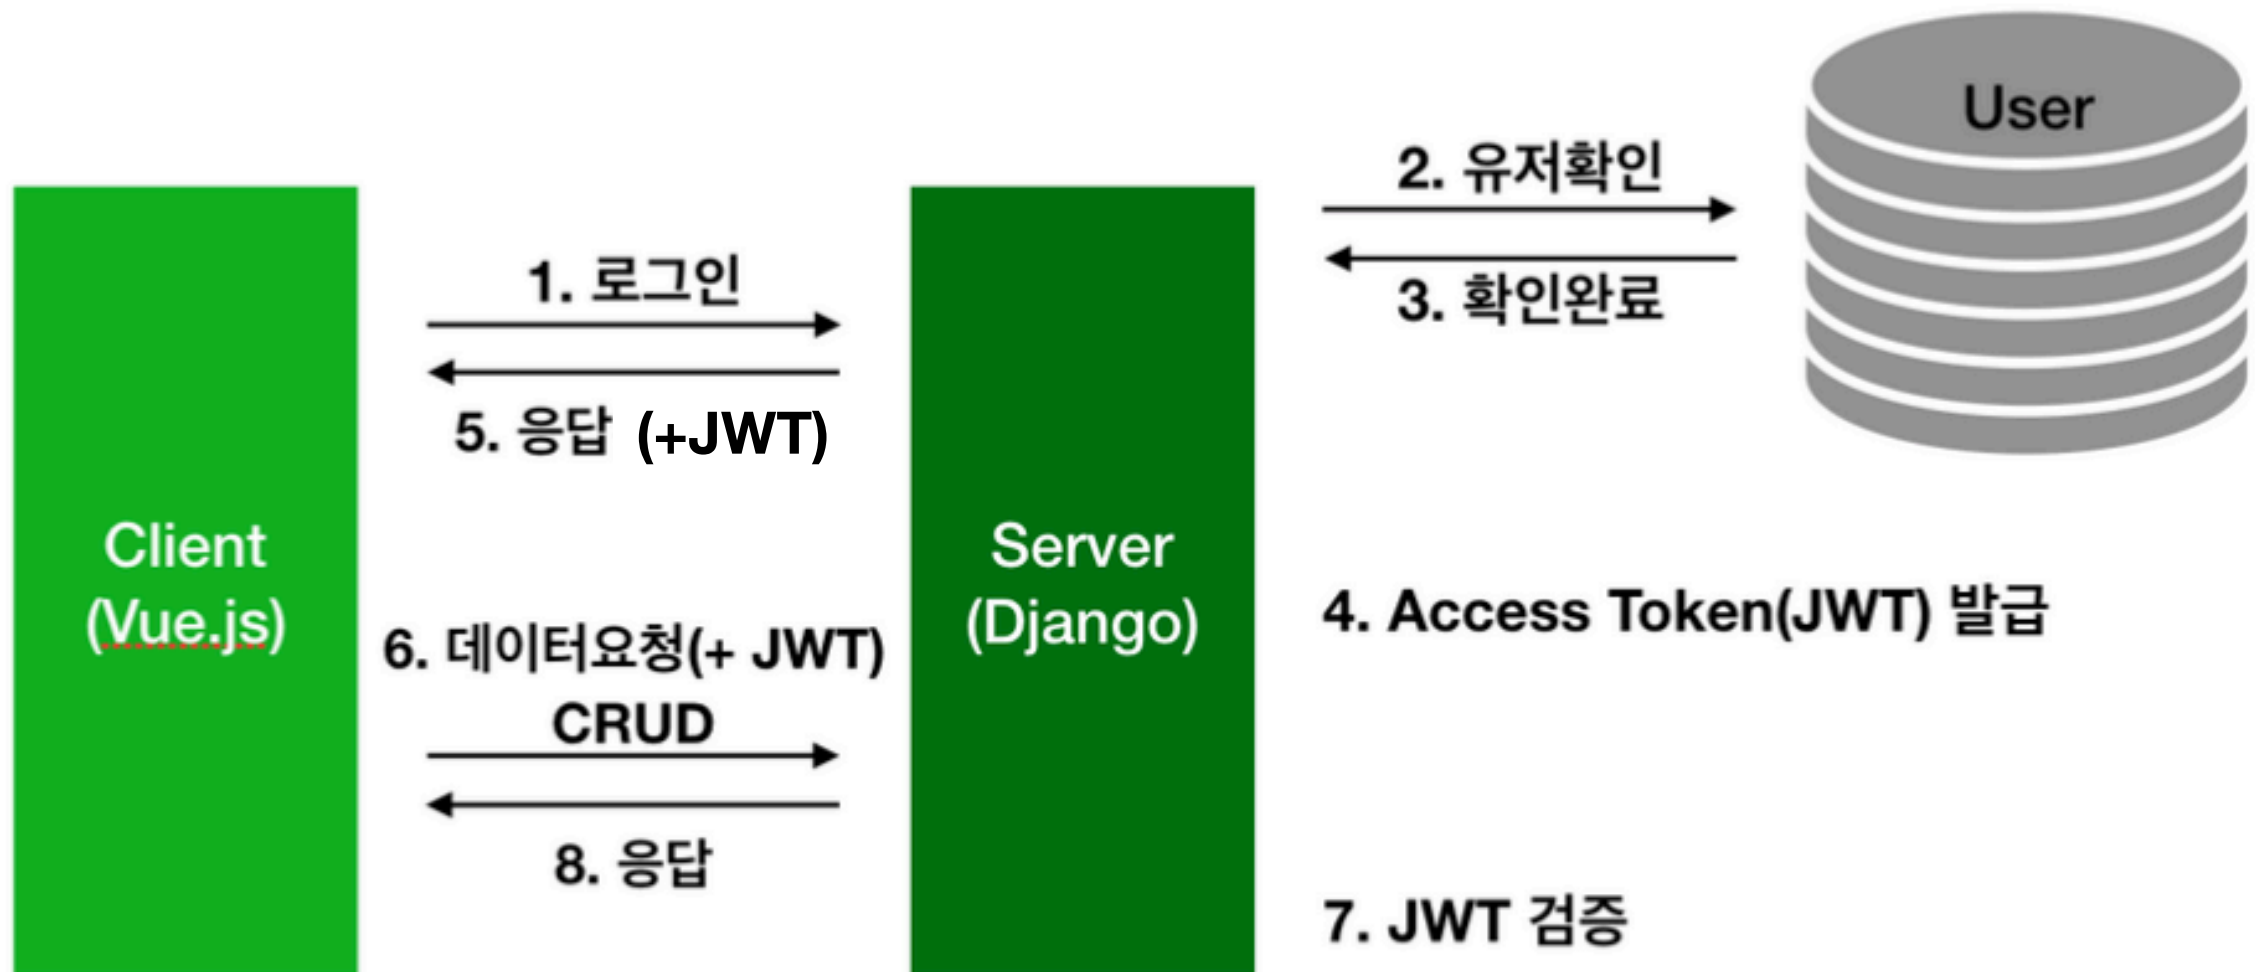 User
2. 유저확인
3. 확인완료
1. 로그인
5. 응답 (+JWT)
Client
(Vue.js)
Server
(Django)
4. Access Token(JWT) 발급
6. 데이터요청(+ JWT)
CRUD
8. 응답
7. JWT 검증